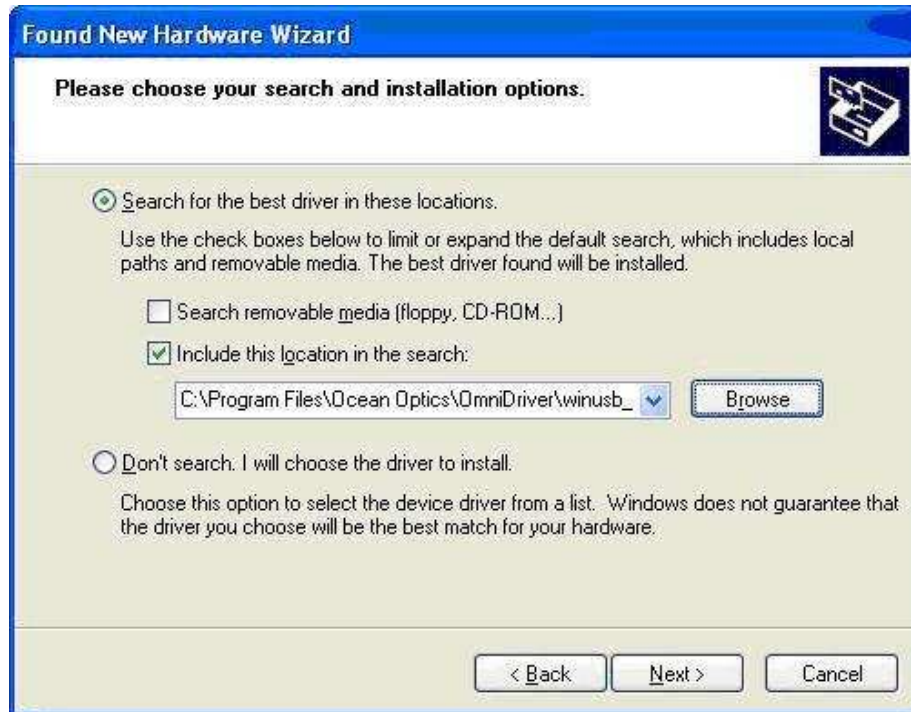 Found New Hardware Wizard
Please choose your search and installation options.
Search for the best driver in these locations.
Use the check boxes below to limit or expand the default search, which includes local
paths and removable media. The best driver found will be installed.
Search removable media (floppy, CD-ROM...)
Include this location in the search:
C:\Program Files\Ocean Optics\OmniDriver\winusb_
Browse
Don't search. I will choose the driver to install.
Choose this option to select the device driver from a list. Windows does not guarantee that
the driver you choose will be the best match for your hardware.
< Back Next > Cancel